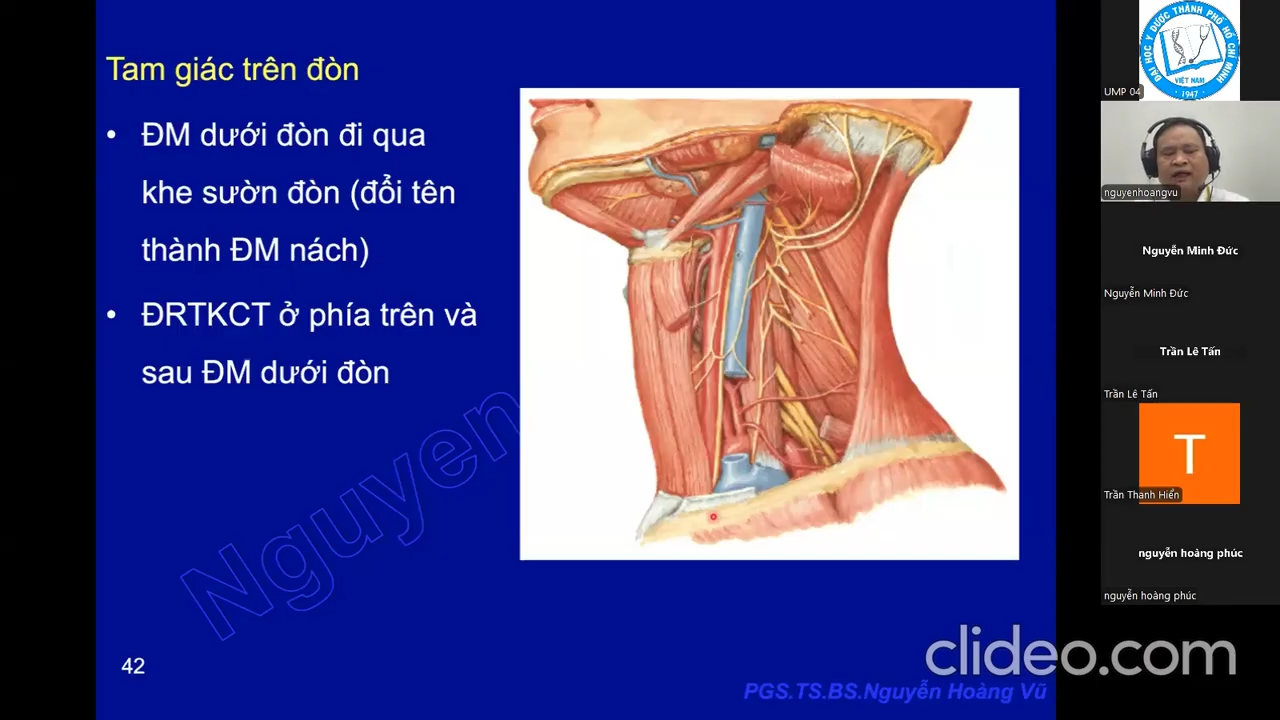 Tam giác trên đòn
• ĐM dưới đòn đi qua
khe sườn đòn (đổi tên
thành ĐM nách)
• ĐRTKCT ở phía trên và
sau ĐM dưới đòn
Nguyen
42
PGS.TS.BS.Nguyễn Hoàng Vũ
clideo.com
ĐẠI HỌC Y DƯỢC THÀNH PHỐ HỒ CHÍ MINH
VIỆT NAM
1947
UMP 04
nguyenhoangvu
Nguyễn Minh Đức
Nguyễn Minh Đức
Trần Lê Tấn
Trần Lê Tấn
T
Trần Thanh Hiển
nguyễn hoàng phúc
nguyễn hoàng phúc